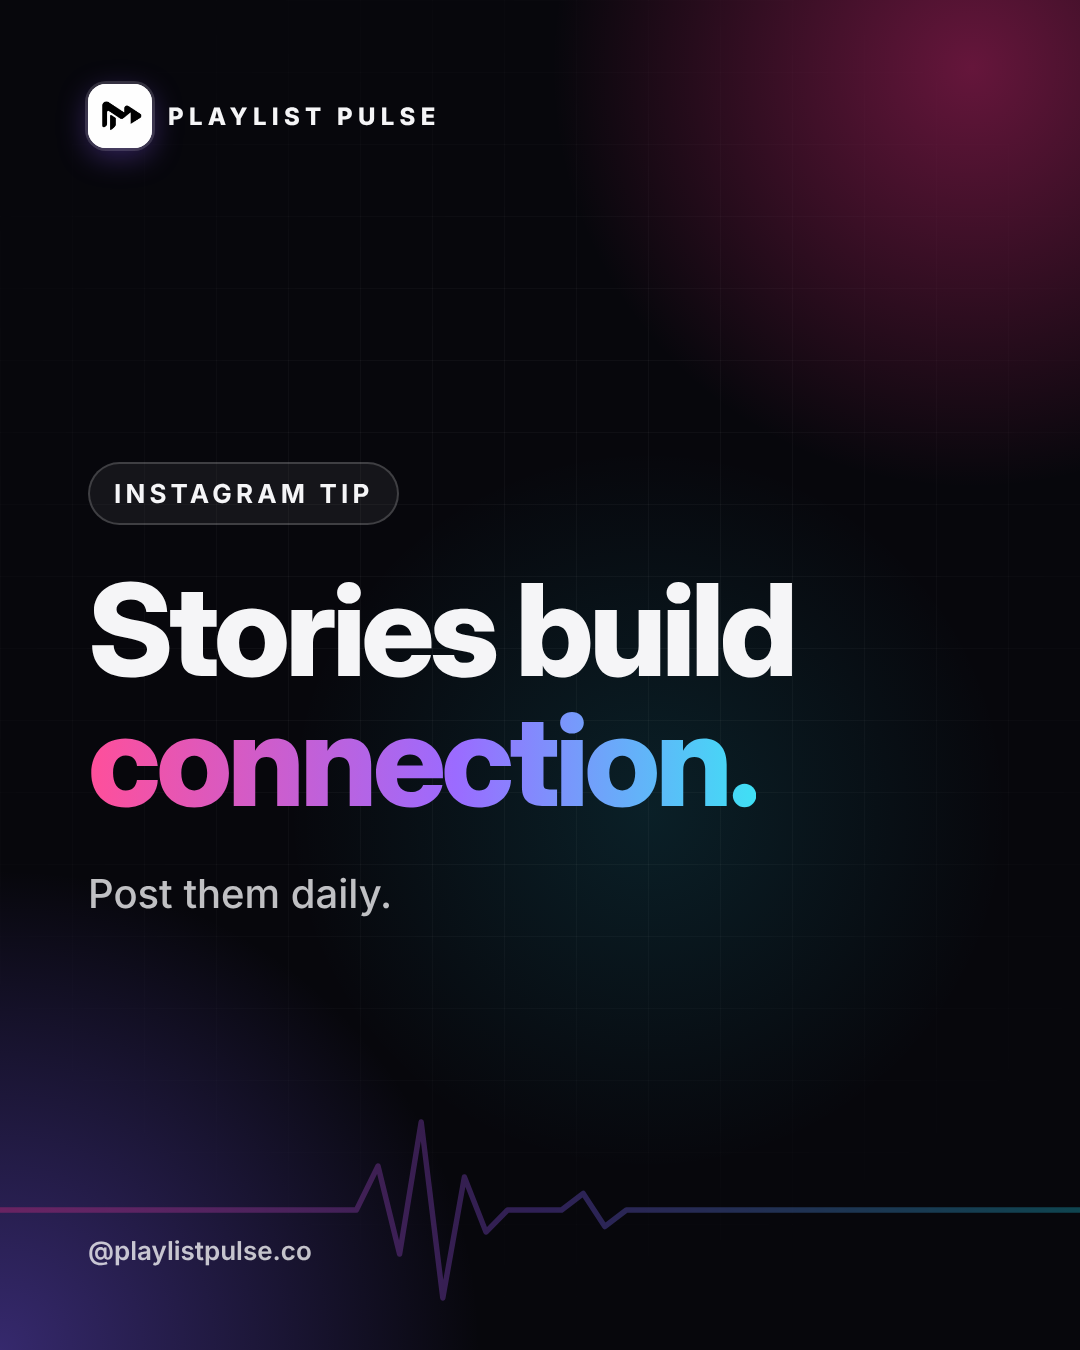 PLAYLIST PULSE
INSTAGRAM TIP
Stories build
connection.
Post them daily.
@playlistpulse.co